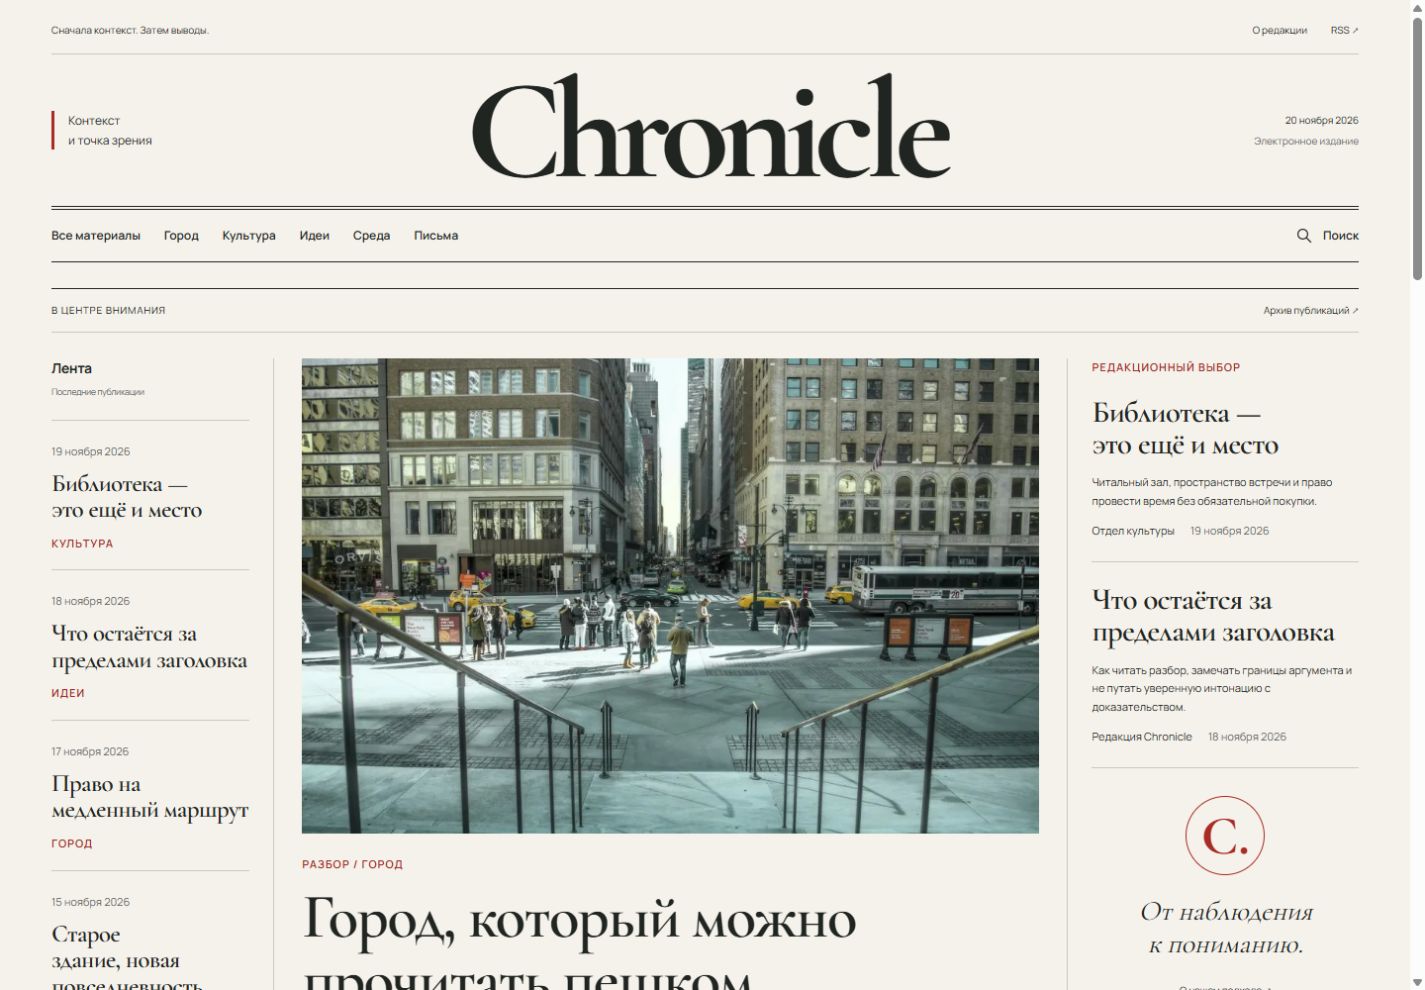 Сначала контекст. Затем выводы.
О редакции
RSS ↗
Контекст
и точка зрения
Chronicle
20 ноября 2026
Электронное издание
Все материалы
Город
Культура
Идеи
Среда
Письма
Поиск
В ЦЕНТРЕ ВНИМАНИЯ
Архив публикаций ↗
Лента
Последние публикации
19 ноября 2026
Библиотека —
это ещё и место
КУЛЬТУРА
18 ноября 2026
Что остаётся за
пределами заголовка
ИДЕИ
17 ноября 2026
Право на
медленный маршрут
ГОРОД
15 ноября 2026
Старое
здание, новая
повседневность
ORVIS
20
РАЗБОР / ГОРОД
Город, который можно
прочитать пешком
РЕДАКЦИОННЫЙ ВЫБОР
Библиотека —
это ещё и место
Читальный зал, пространство встречи и право
провести время без обязательной покупки.
Отдел культуры
19 ноября 2026
Что остаётся за
пределами заголовка
Как читать разбор, замечать границы аргумента и
не путать уверенную интонацию с
доказательством.
Редакция Chronicle
18 ноября 2026
C.
От наблюдения
к пониманию.